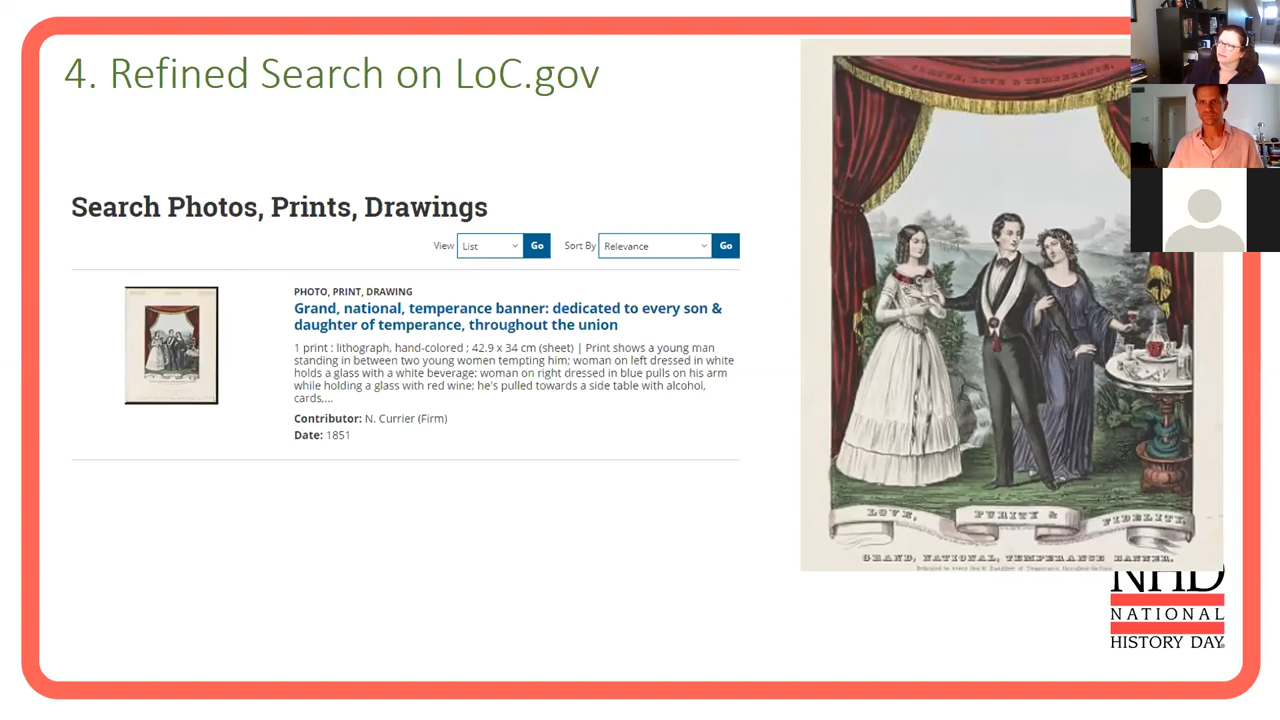 4. Refined Search on LoC.gov
Search Photos, Prints, Drawings
View List Go Sort By Relevance Go
PHOTO, PRINT, DRAWING
Grand, national, temperance banner: dedicated to every son &
daughter of temperance, throughout the union
1 print : lithograph, hand-colored ; 42.9 x 34 cm (sheet) | Print shows a young man
standing in between two young women tempting him; woman on left dressed in white
holds a glass with a white beverage; woman on right dressed in blue pulls on his arm
while holding a glass with red wine; he's pulled towards a side table with alcohol,
cards,...
Contributor: N. Currier (Firm)
Date: 1851
VIRTUE, LOVE & TEMPERANCE,
LOVE, PURITY & FIDELITY.
GRAND, NATIONAL, TEMPERANCE BANNER.
NHD
NATIONAL
HISTORY DAY